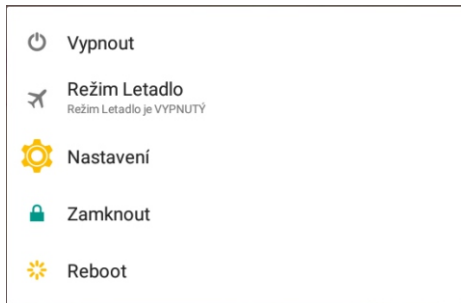 Vypnout
Režim Letadlo
Režim Letadlo je VYPNUTÝ
Nastavení
Zamknout
Reboot